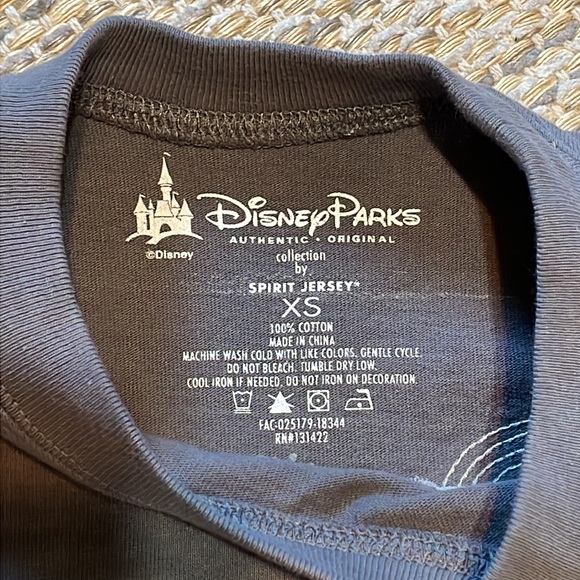 DISNEY PARKS
AUTHENTIC • ORIGINAL
©Disney
collection
by
SPIRIT JERSEY®
XS
100% COTTON
MADE IN CHINA
MACHINE WASH COLD WITH LIKE COLORS. GENTLE CYCLE.
DO NOT BLEACH. TUMBLE DRY LOW.
COOL IRON IF NEEDED. DO NOT IRON ON DECORATION.
FAC-025179-18344
RN#131422